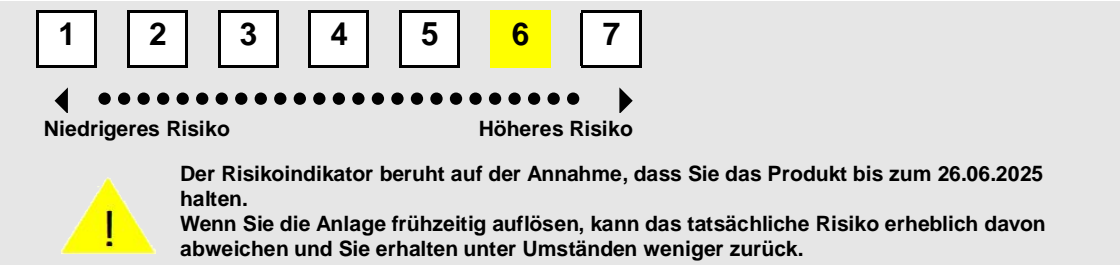 1 2 3 4 5 6 7
Niedrigeres Risiko Höheres Risiko
Der Risikoindikator beruht auf der Annahme, dass Sie das Produkt bis zum 26.06.2025
halten.
Wenn Sie die Anlage frühzeitig auflösen, kann das tatsächliche Risiko erheblich davon
abweichen und Sie erhalten unter Umständen weniger zurück.
!